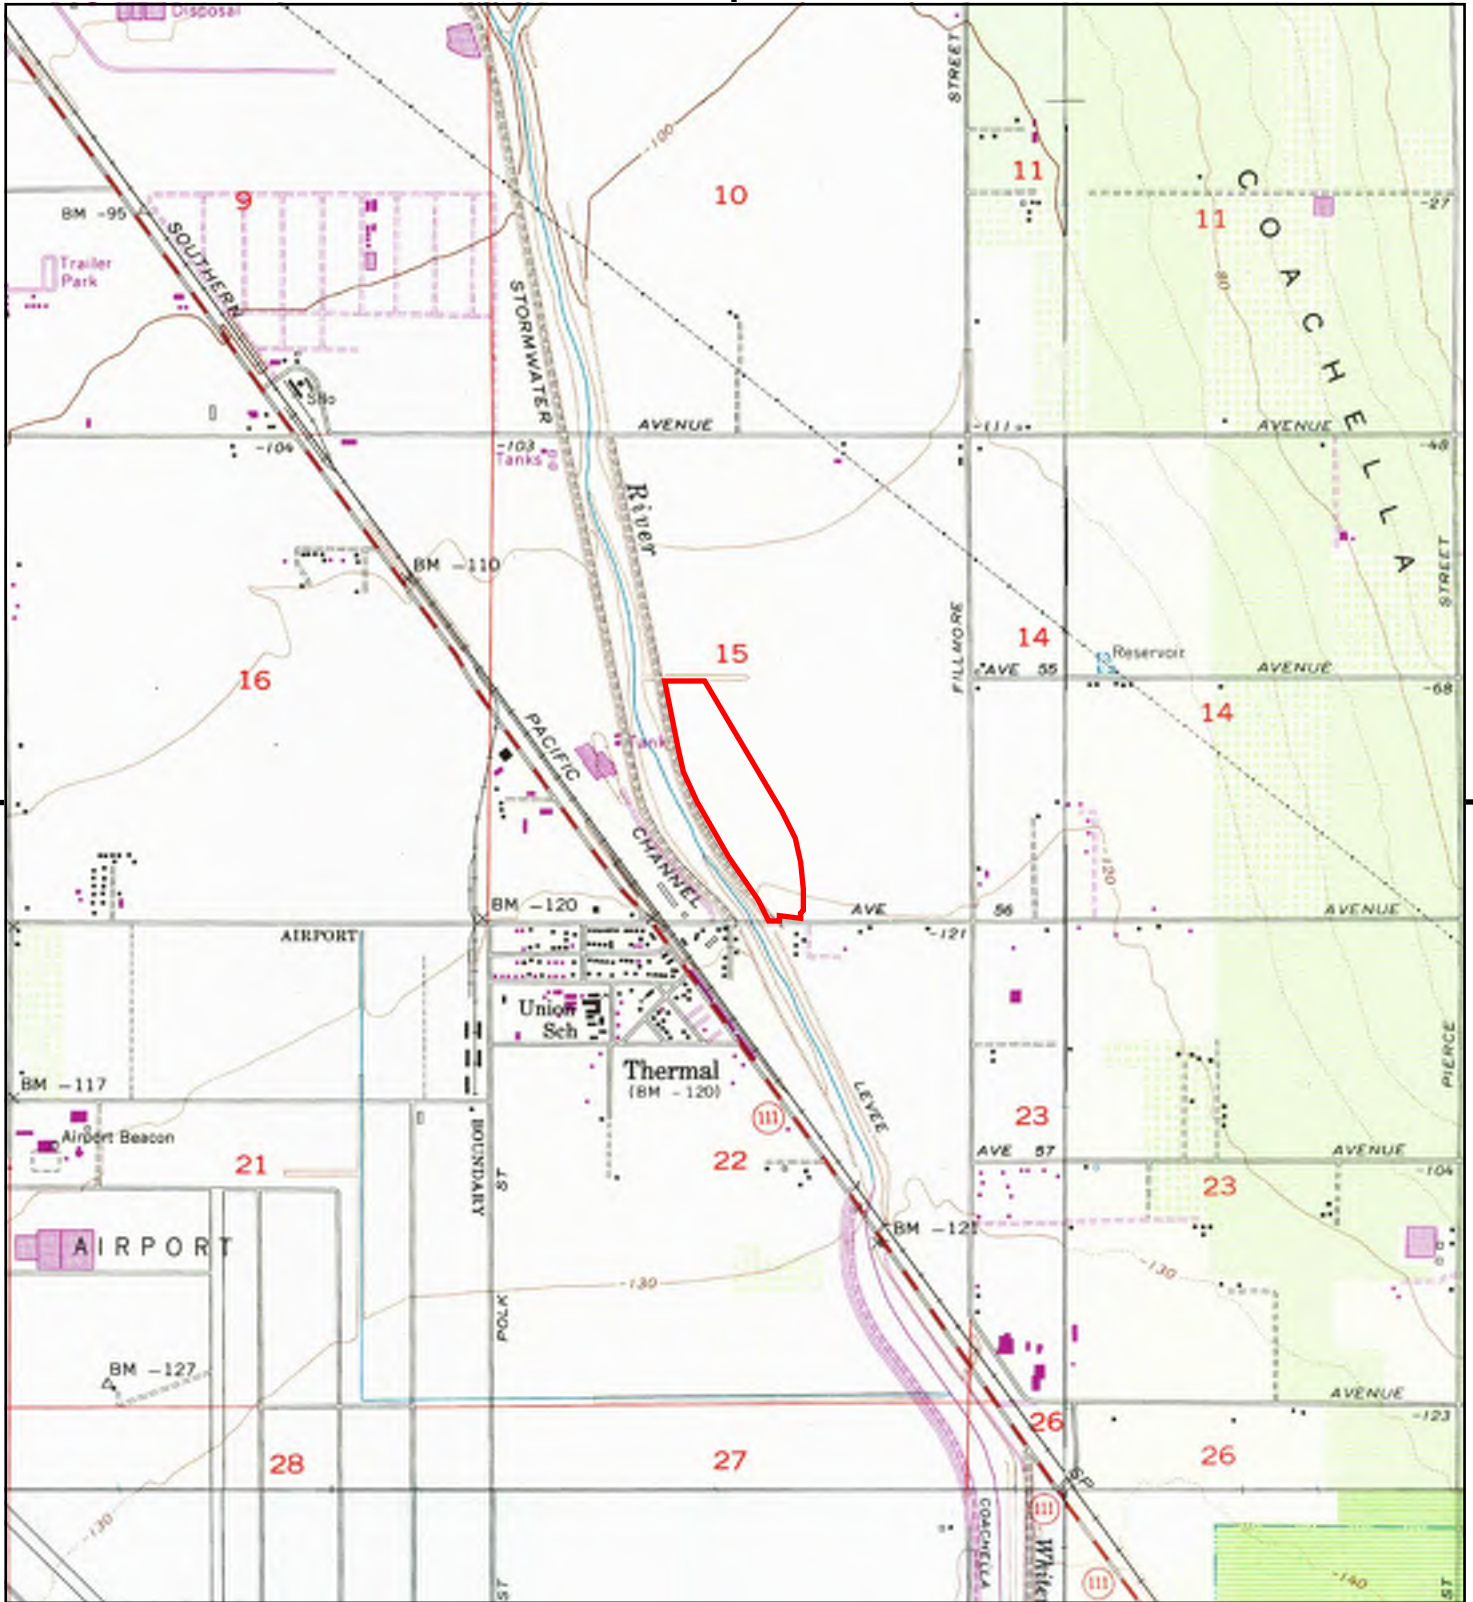 Disposal
STREET
-100
9
10
11
11
-27
BM -95
SOUTHERN
Trailer
Park
80
COACHELLA
STORMWATER
Sub
AVENUE
-104
-103
-111
AVENUE
-48
Tanks
River
BM -110
STREET
FILLMORE
16
15
14
Reservoir
AVE 55
AVENUE
-68
14
PACIFIC
Tank
CHANNEL
120
BM -120
AVE 56
AVENUE
AIRPORT
-121
Union
Sch
Thermal
(BM -120)
PIERCE
BM -117
LEVEE
111
23
Airport Beacon
BOUNDARY
21
22
AVE 57
AVENUE
-104
ST
23
AIRPORT
BM -121
-130
-130
POLK
BM -127
AVENUE
-123
26
28
27
26
SP
111
-130
COACHELLA
White
111
-140
ST
ST